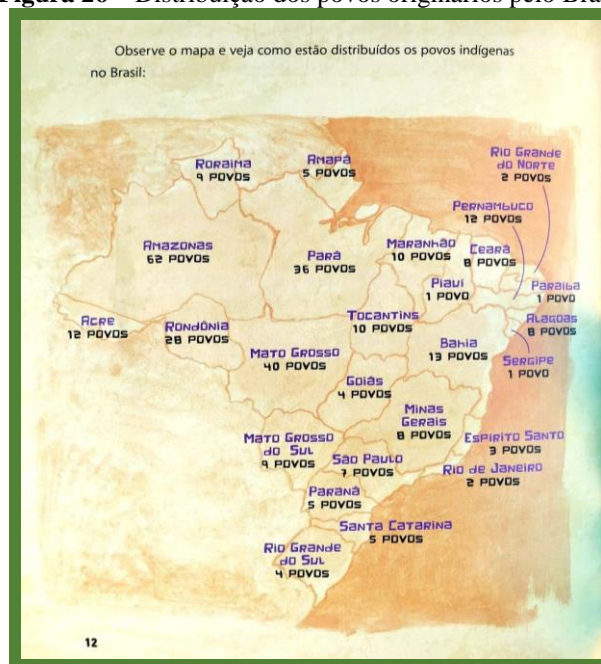 Figura 20 – Distribuição dos povos originários pelo
Observe o mapa e veja como estão distribuídos os povos indígenas
no Brasil:
Roraima
9 povos
Amapá
5 povos
Rio Grande
do Norte
2 povos
Pernambuco
12 povos
Amazonas
62 povos
Pará
36 povos
Maranhão
10 povos
Ceará
8 povos
Piauí
1 povo
Paraíba
1 povo
Acre
12 povos
Rondônia
28 povos
Tocantins
10 povos
Alagoas
8 povos
Mato Grosso
40 povos
Bahia
13 povos
Sergipe
1 povo
Goiás
4 povos
Minas
Gerais
8 povos
Mato Grosso
do Sul
9 povos
São Paulo
7 povos
Espirito Santo
3 povos
Rio de Janeiro
2 povos
Paraná
5 povos
Santa Catarina
5 povos
Rio Grande
do Sul
4 povos
12